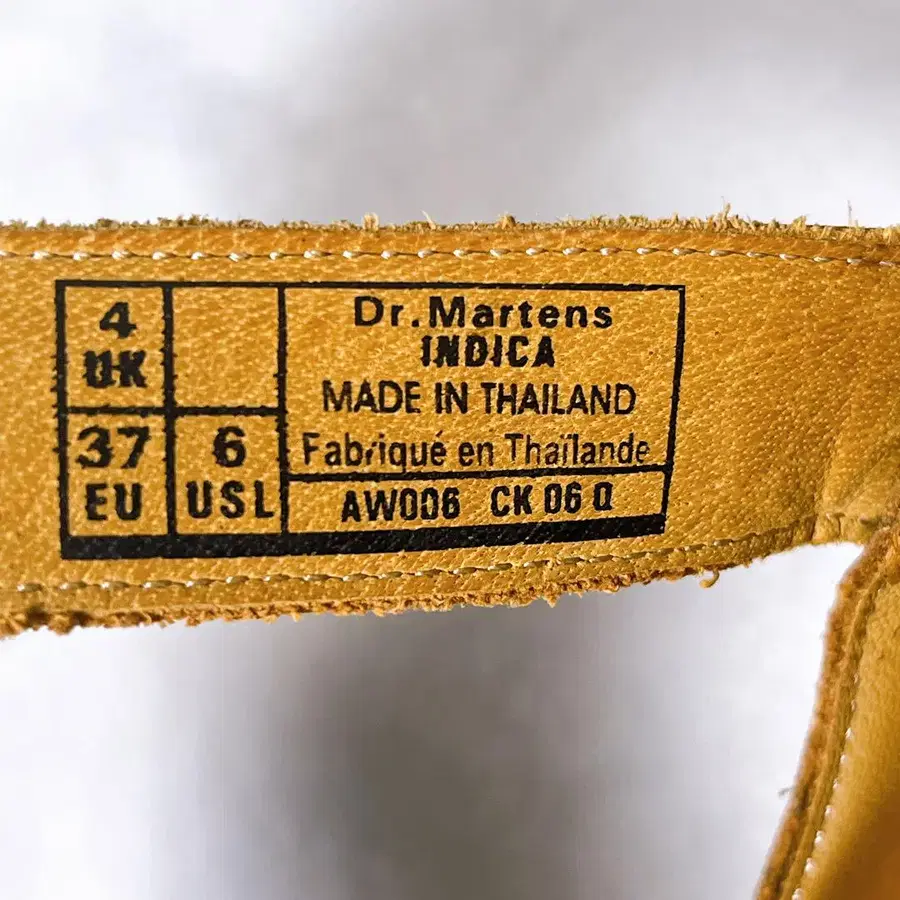 4
UK
37
EU
6
USL
Dr.Martens
INDICA
MADE IN THAILAND
Fabriqué en Thaïlande
AW006 CK 06 Q